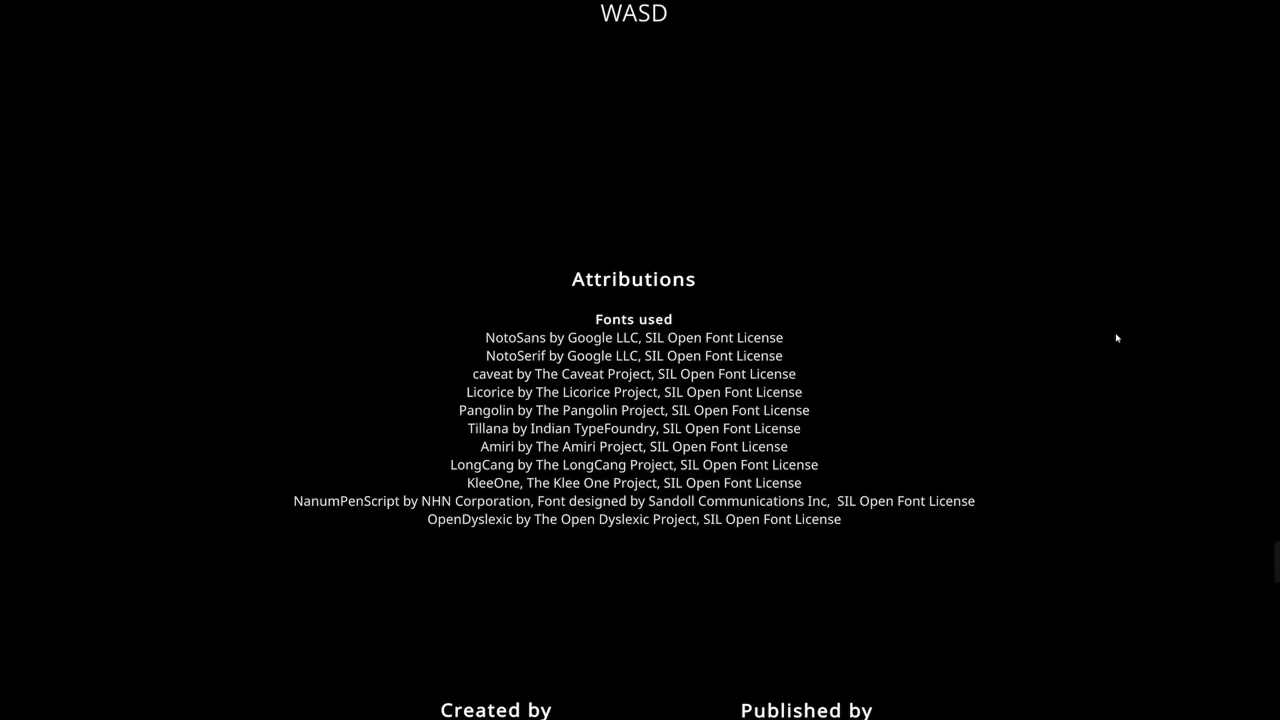 WASD
Attributions
Fonts used
NotoSans by Google LLC, SIL Open Font License
NotoSerif by Google LLC, SIL Open Font License
caveat by The Caveat Project, SIL Open Font License
Licorice by The Licorice Project, SIL Open Font License
Pangolin by The Pangolin Project, SIL Open Font License
Tillana by Indian TypeFoundry, SIL Open Font License
Amiri by The Amiri Project, SIL Open Font License
LongCang by The LongCang Project, SIL Open Font License
KleeOne, The Klee One Project, SIL Open Font License
NanumPenScript by NHN Corporation, Font designed by Sandoll Communications Inc,  SIL Open Font License
OpenDyslexic by The Open Dyslexic Project, SIL Open Font License
Created by
Published by